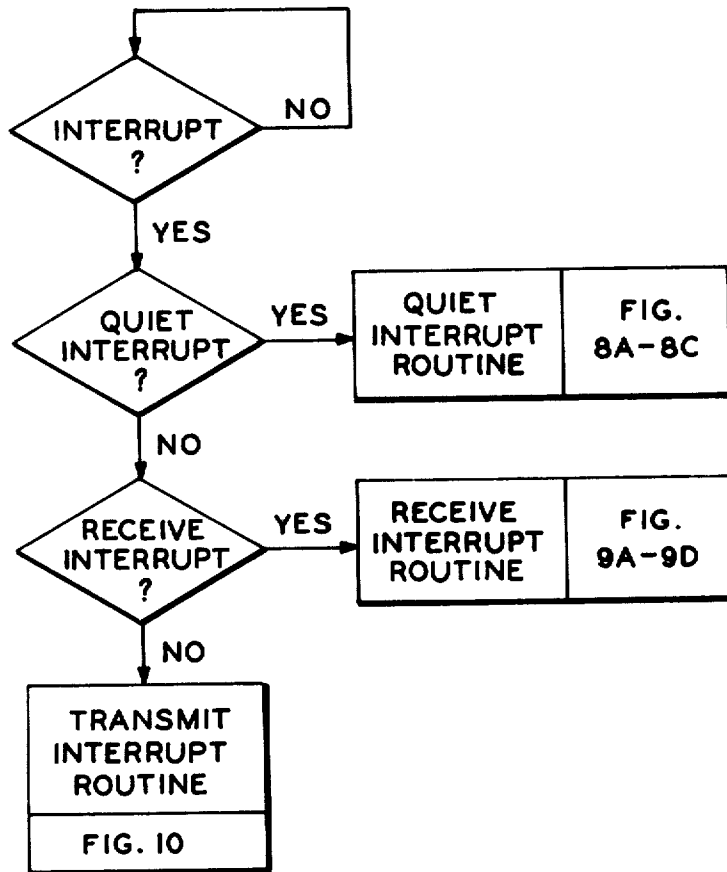 INTERRUPT
?
NO
YES
QUIET
INTERRUPT
?
YES
QUIET
INTERRUPT
ROUTINE
FIG.
8A-8C
NO
RECEIVE
INTERRUPT
?
YES
RECEIVE
INTERRUPT
ROUTINE
FIG.
9A-9D
NO
TRANSMIT
INTERRUPT
ROUTINE
FIG. 10